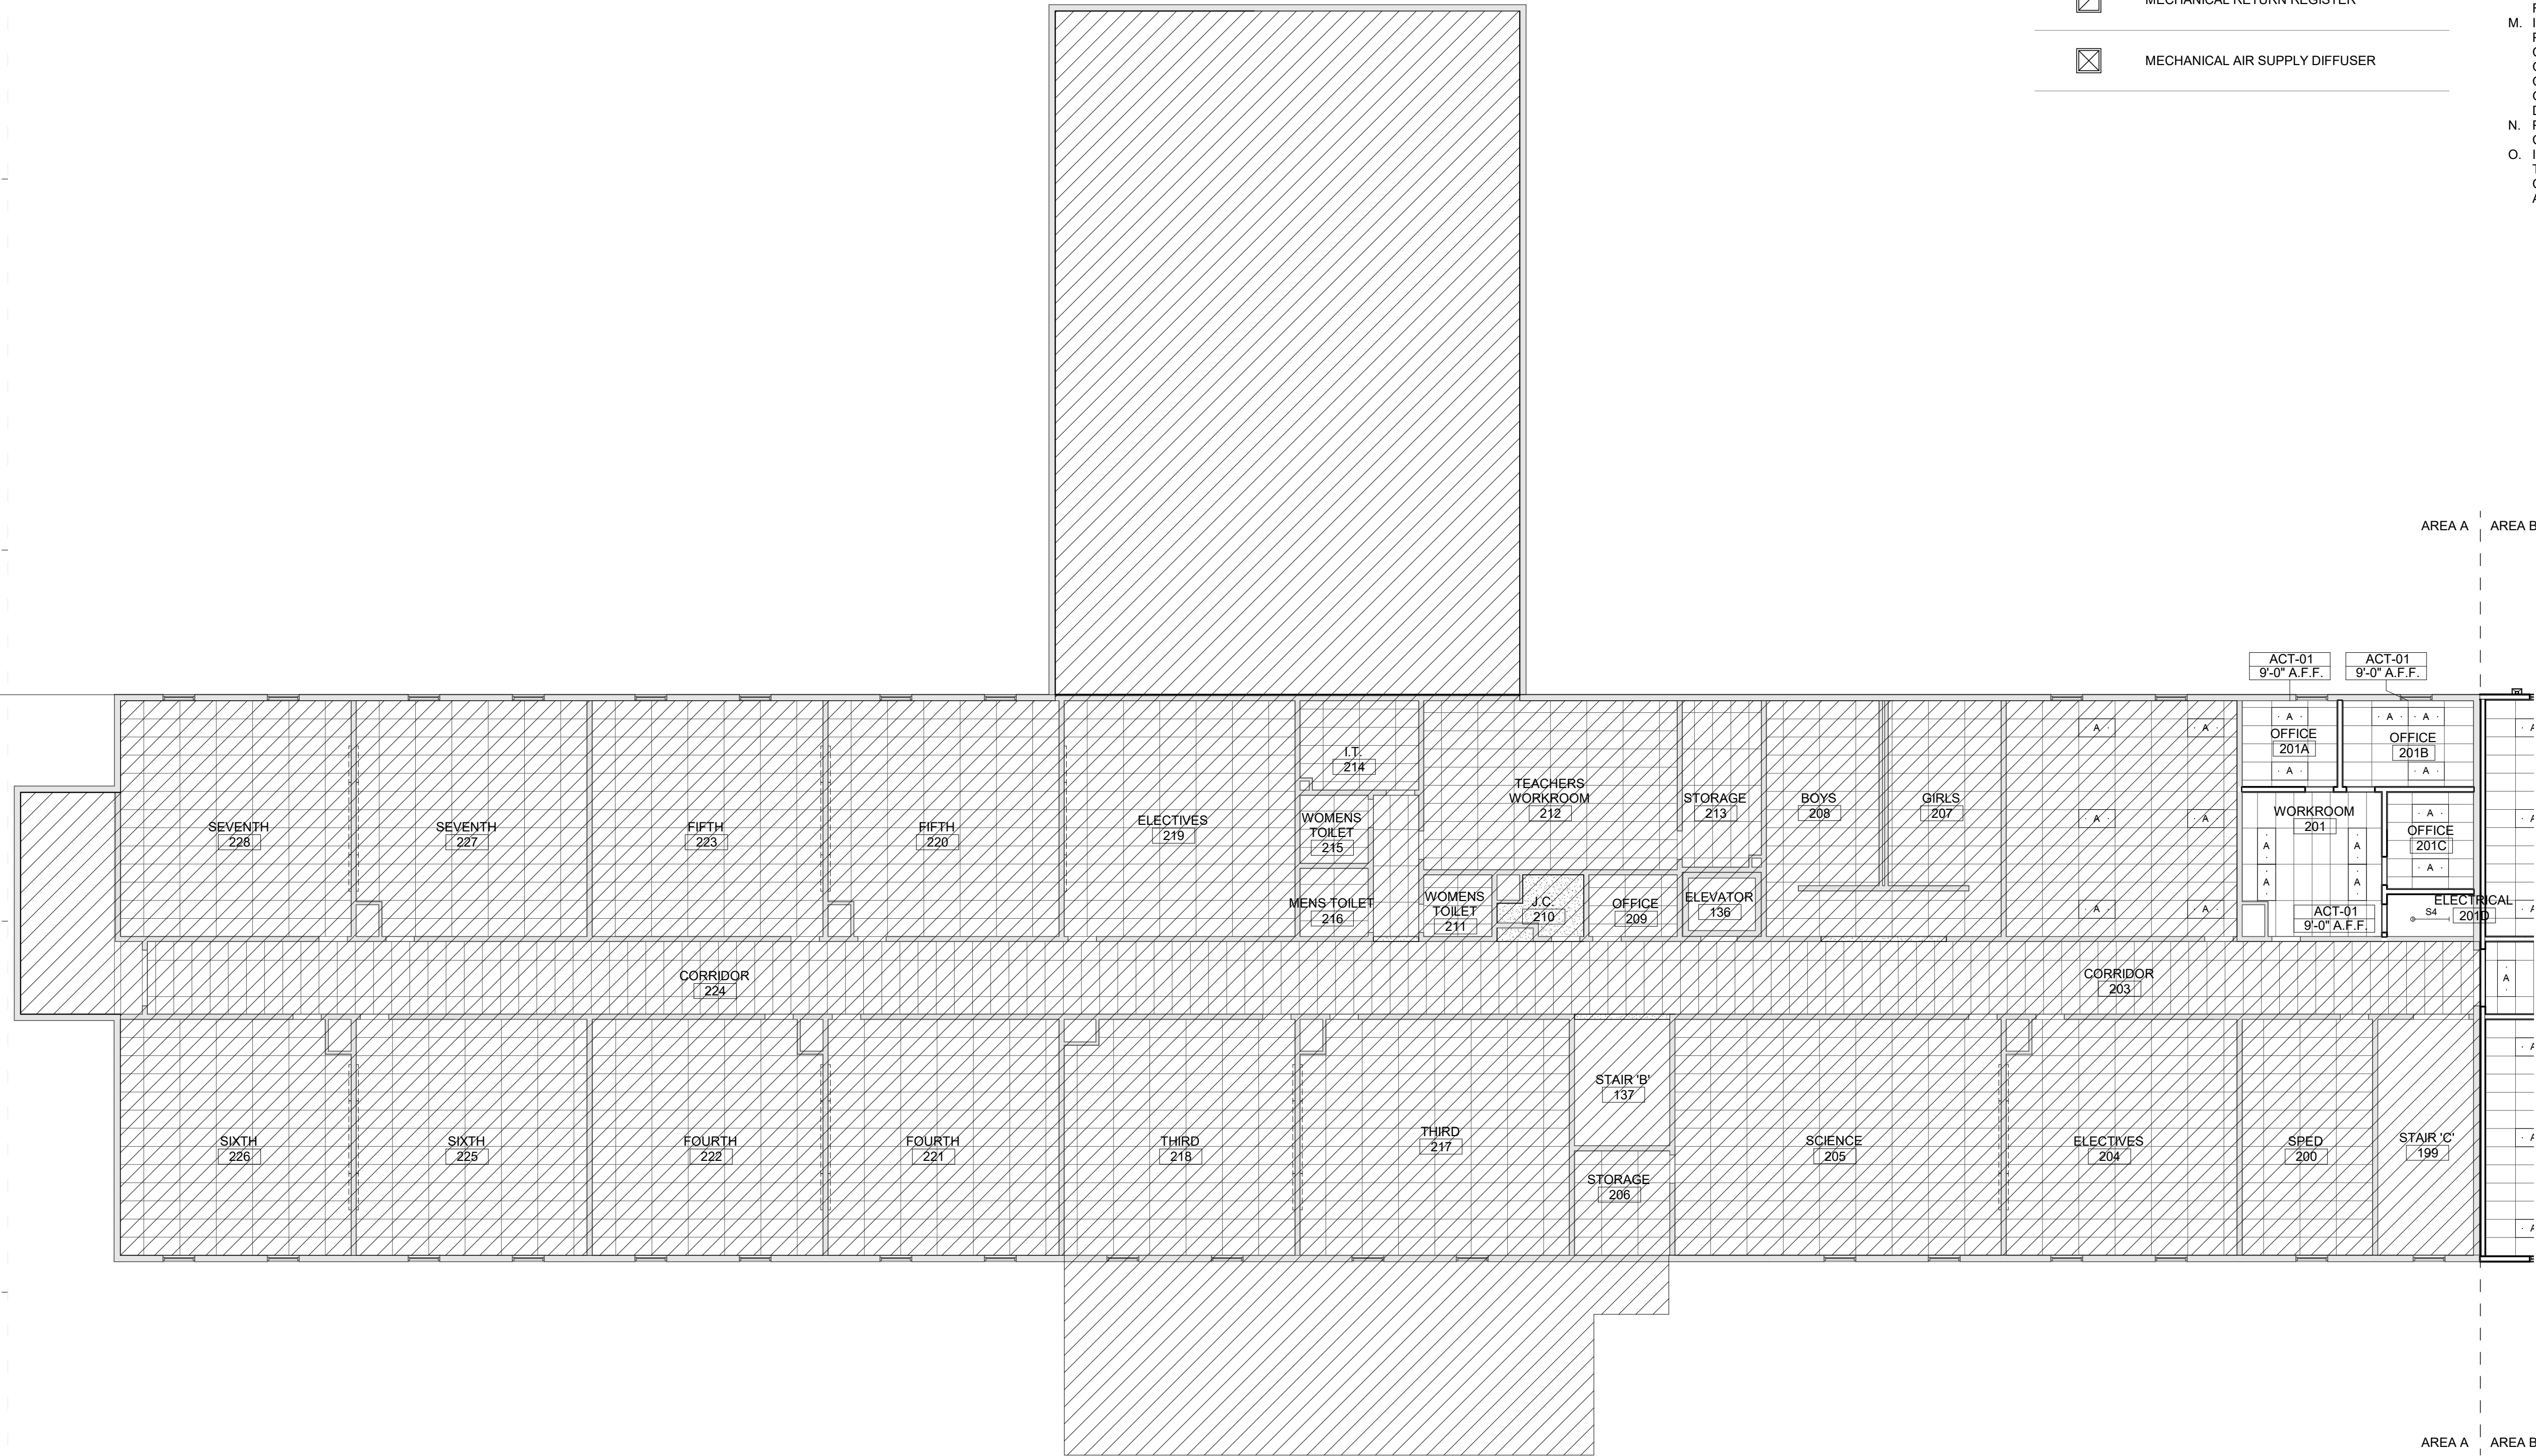 MECHANICAL RETURN REGISTER
MECHANICAL AIR SUPPLY DIFFUSER
M.
N.
O.
AREA A
AREA B
ACT-01
9'-0" A.F.F.
ACT-01
9'-0" A.F.F.
A
A
A
A
A
A
OFFICE
201A
OFFICE
201B
A
A
I.T.
214
TEACHERS
WORKROOM
212
STORAGE
213
BOYS
208
GIRLS
207
WORKROOM
201
A
A
A
OFFICE
201C
SEVENTH
228
SEVENTH
227
FIFTH
223
FIFTH
220
ELECTIVES
219
WOMENS
TOILET
215
A
A
A
A
A
MENS TOILET
216
WOMENS
TOILET
211
J.C.
210
OFFICE
209
ELEVATOR
136
A
A
ACT-01
9'-0" A.F.F.
S4
ELECTRICAL
201D
CORRIDOR
224
CORRIDOR
203
A
STAIR 'B'
137
SIXTH
226
SIXTH
225
FOURTH
222
FOURTH
221
THIRD
218
THIRD
217
STORAGE
206
SCIENCE
205
ELECTIVES
204
SPED
200
STAIR 'C'
199
AREA A
AREA B